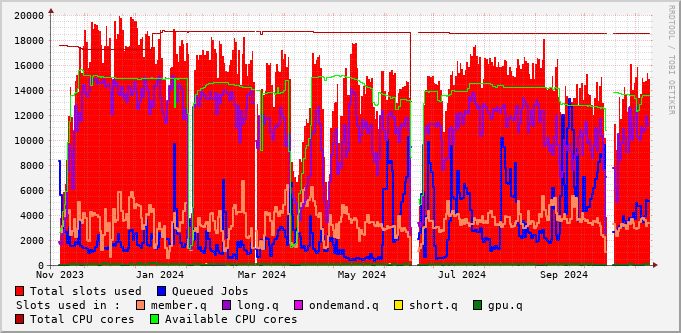 20000
18000
16000
14000
12000
10000
8000
6000
4000
2000
0
Nov 2023 Jan 2024 Mar 2024 May 2024 Jul 2024 Sep 2024
RRDTOOL / TOBI OETIKER
Total slots used Queued Jobs
Slots used in : member.q long.q ondemand.q short.q gpu.q
Total CPU cores Available CPU cores